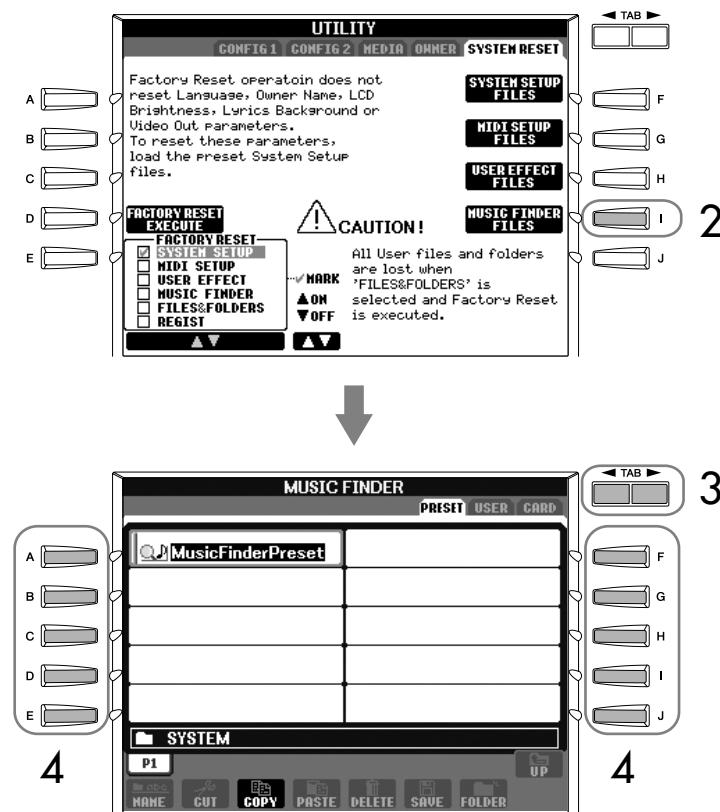 UTILITY
◄ TAB ►
CONFIG 1 CONFIG 2 MEDIA OWNER SYSTEM RESET
Factory Reset operatoin does not
reset Language, Owner Name, LCD
Brightness, Lyrics Background or
Video Out parameters.
To reset these parameters,
load the preset System Setup
files.
SYSTEM SETUP
FILES
MIDI SETUP
FILES
USER EFFECT
FILES
MUSIC FINDER
FILES
A
B
C
D
E
F
G
H
I
J
2
FACTORY RESET
EXECUTE
CAUTION!
FACTORY RESET
SYSTEM SETUP
MIDI SETUP
USER EFFECT
MUSIC FINDER
FILES&FOLDERS
REGIST
MARK
▲ON
▼OFF
All User files and folders
are lost when
'FILES&FOLDERS' is
selected and Factory Reset
is executed.
▲▼
▲▼
MUSIC FINDER
◄ TAB ►
3
PRESET USER CARD
MusicFinderPreset
A
B
C
D
E
F
G
H
I
J
SYSTEM
P1
UP
4
4
NAME CUT COPY PASTE DELETE SAVE FOLDER